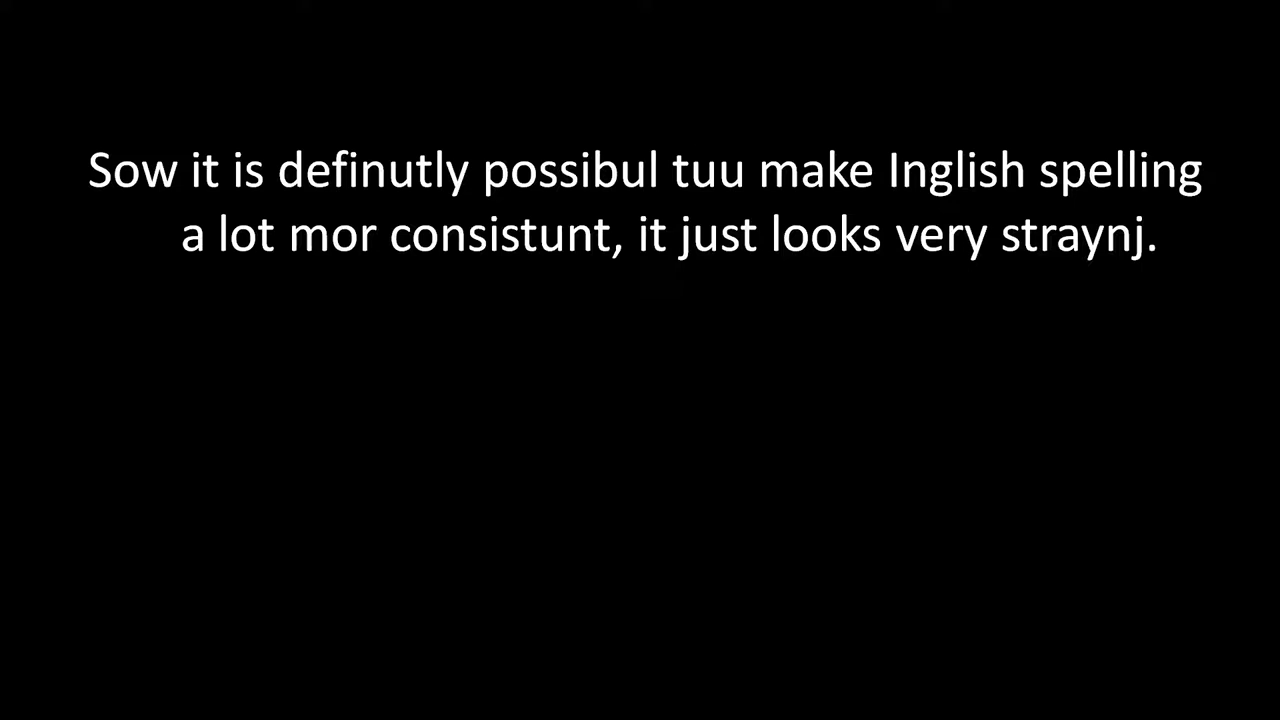 Sow it is definutly possibul tuu make Inglish spelling
a lot mor consistunt, it just looks very straynj.